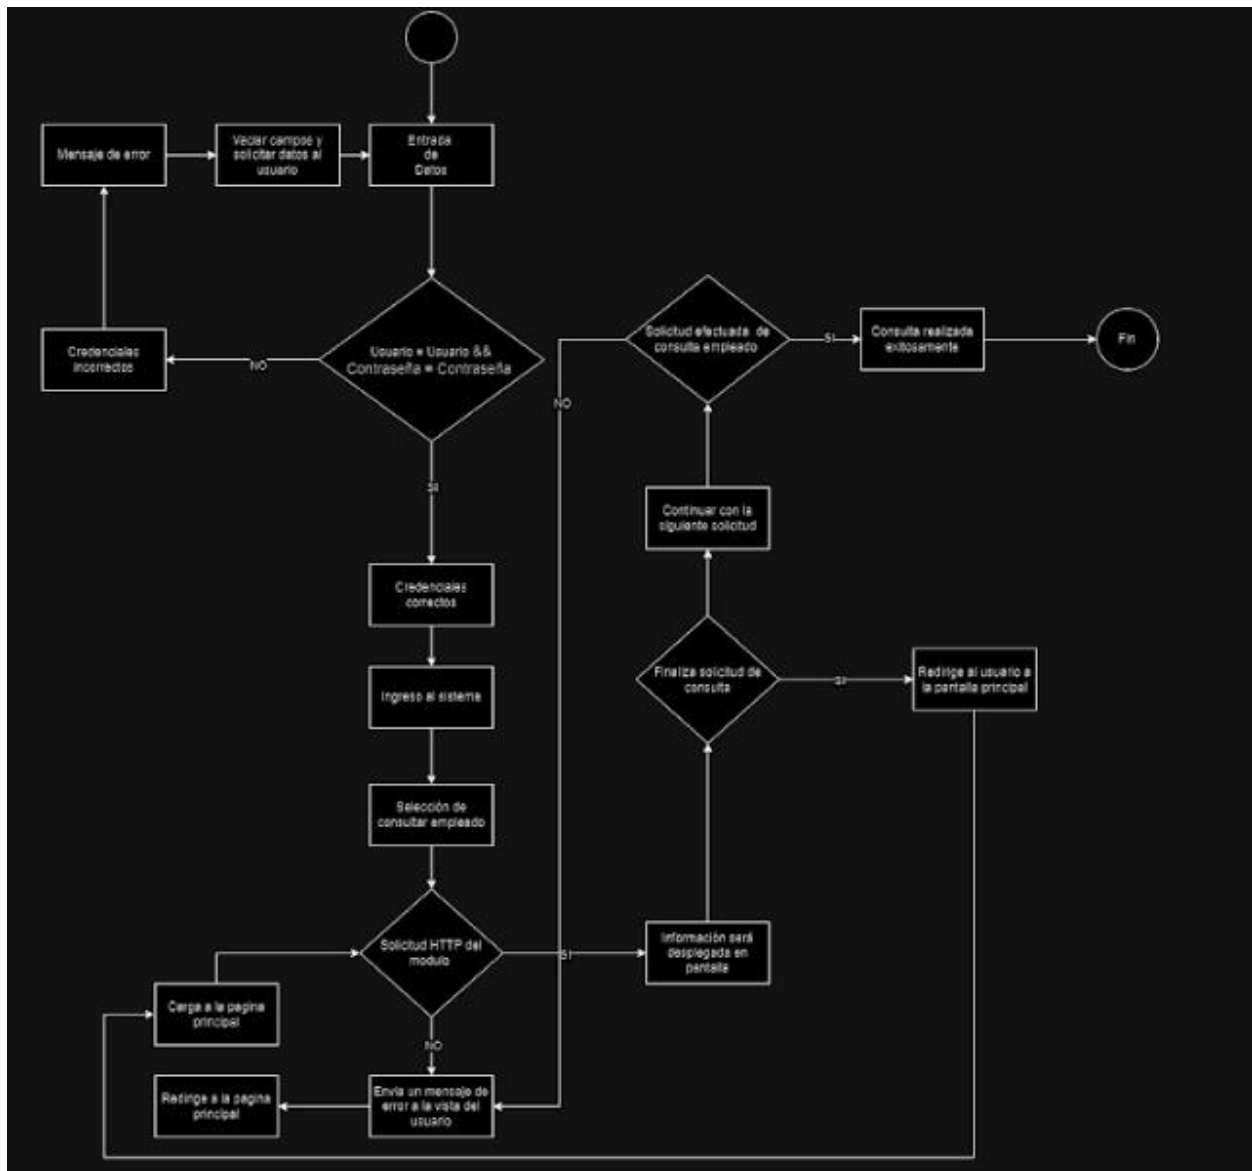 Mensaje de error
Vaciar campos y
solicitar datos al
usuario
Entrada
de
Datos
Credenciales
incorrectos
NO
Usuario = Usuario &&
Contraseña = Contraseña
SI
Credenciales
correctos
Ingreso al sistema
Selección de
consultar empleado
Solicitud HTTP del
modulo
SI
NO
Carga a la pagina
principal
Redirige a la pagina
principal
Envia un mensaje de
error a la vista del
usuario
Información será
desplegada en
pantalla
Finaliza solicitud de
consulta
SI
Redirige al usuario a
la pantalla principal
Continuar con la
siguiente solicitud
Solicitud efectuada de
consulta empleado
NO
SI
Consulta realizada
exitosamente
Fin